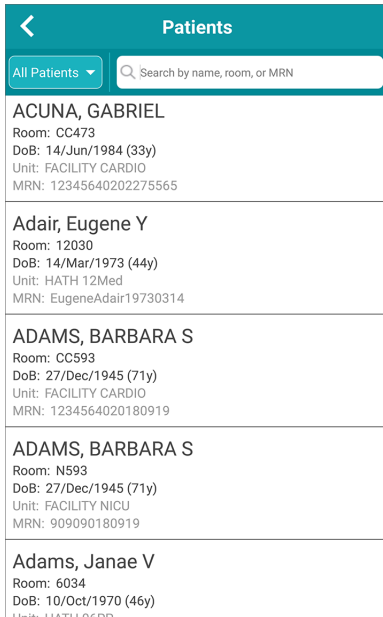 Patients
All Patients
Search by name, room, or MRN
ACUNA, GABRIEL
Room: CC473
DoB: 14/Jun/1984 (33y)
Unit: FACILITY CARDIO
MRN: 12345640202275565
Adair, Eugene Y
Room: 12030
DoB: 14/Mar/1973 (44y)
Unit: HATH 12Med
MRN: EugeneAdair19730314
ADAMS, BARBARA S
Room: CC593
DoB: 27/Dec/1945 (71y)
Unit: FACILITY CARDIO
MRN: 1234564020180919
ADAMS, BARBARA S
Room: N593
DoB: 27/Dec/1945 (71y)
Unit: FACILITY NICU
MRN: 909090180919
Adams, Janae V
Room: 6034
DoB: 10/Oct/1970 (46y)
Unit: HATH